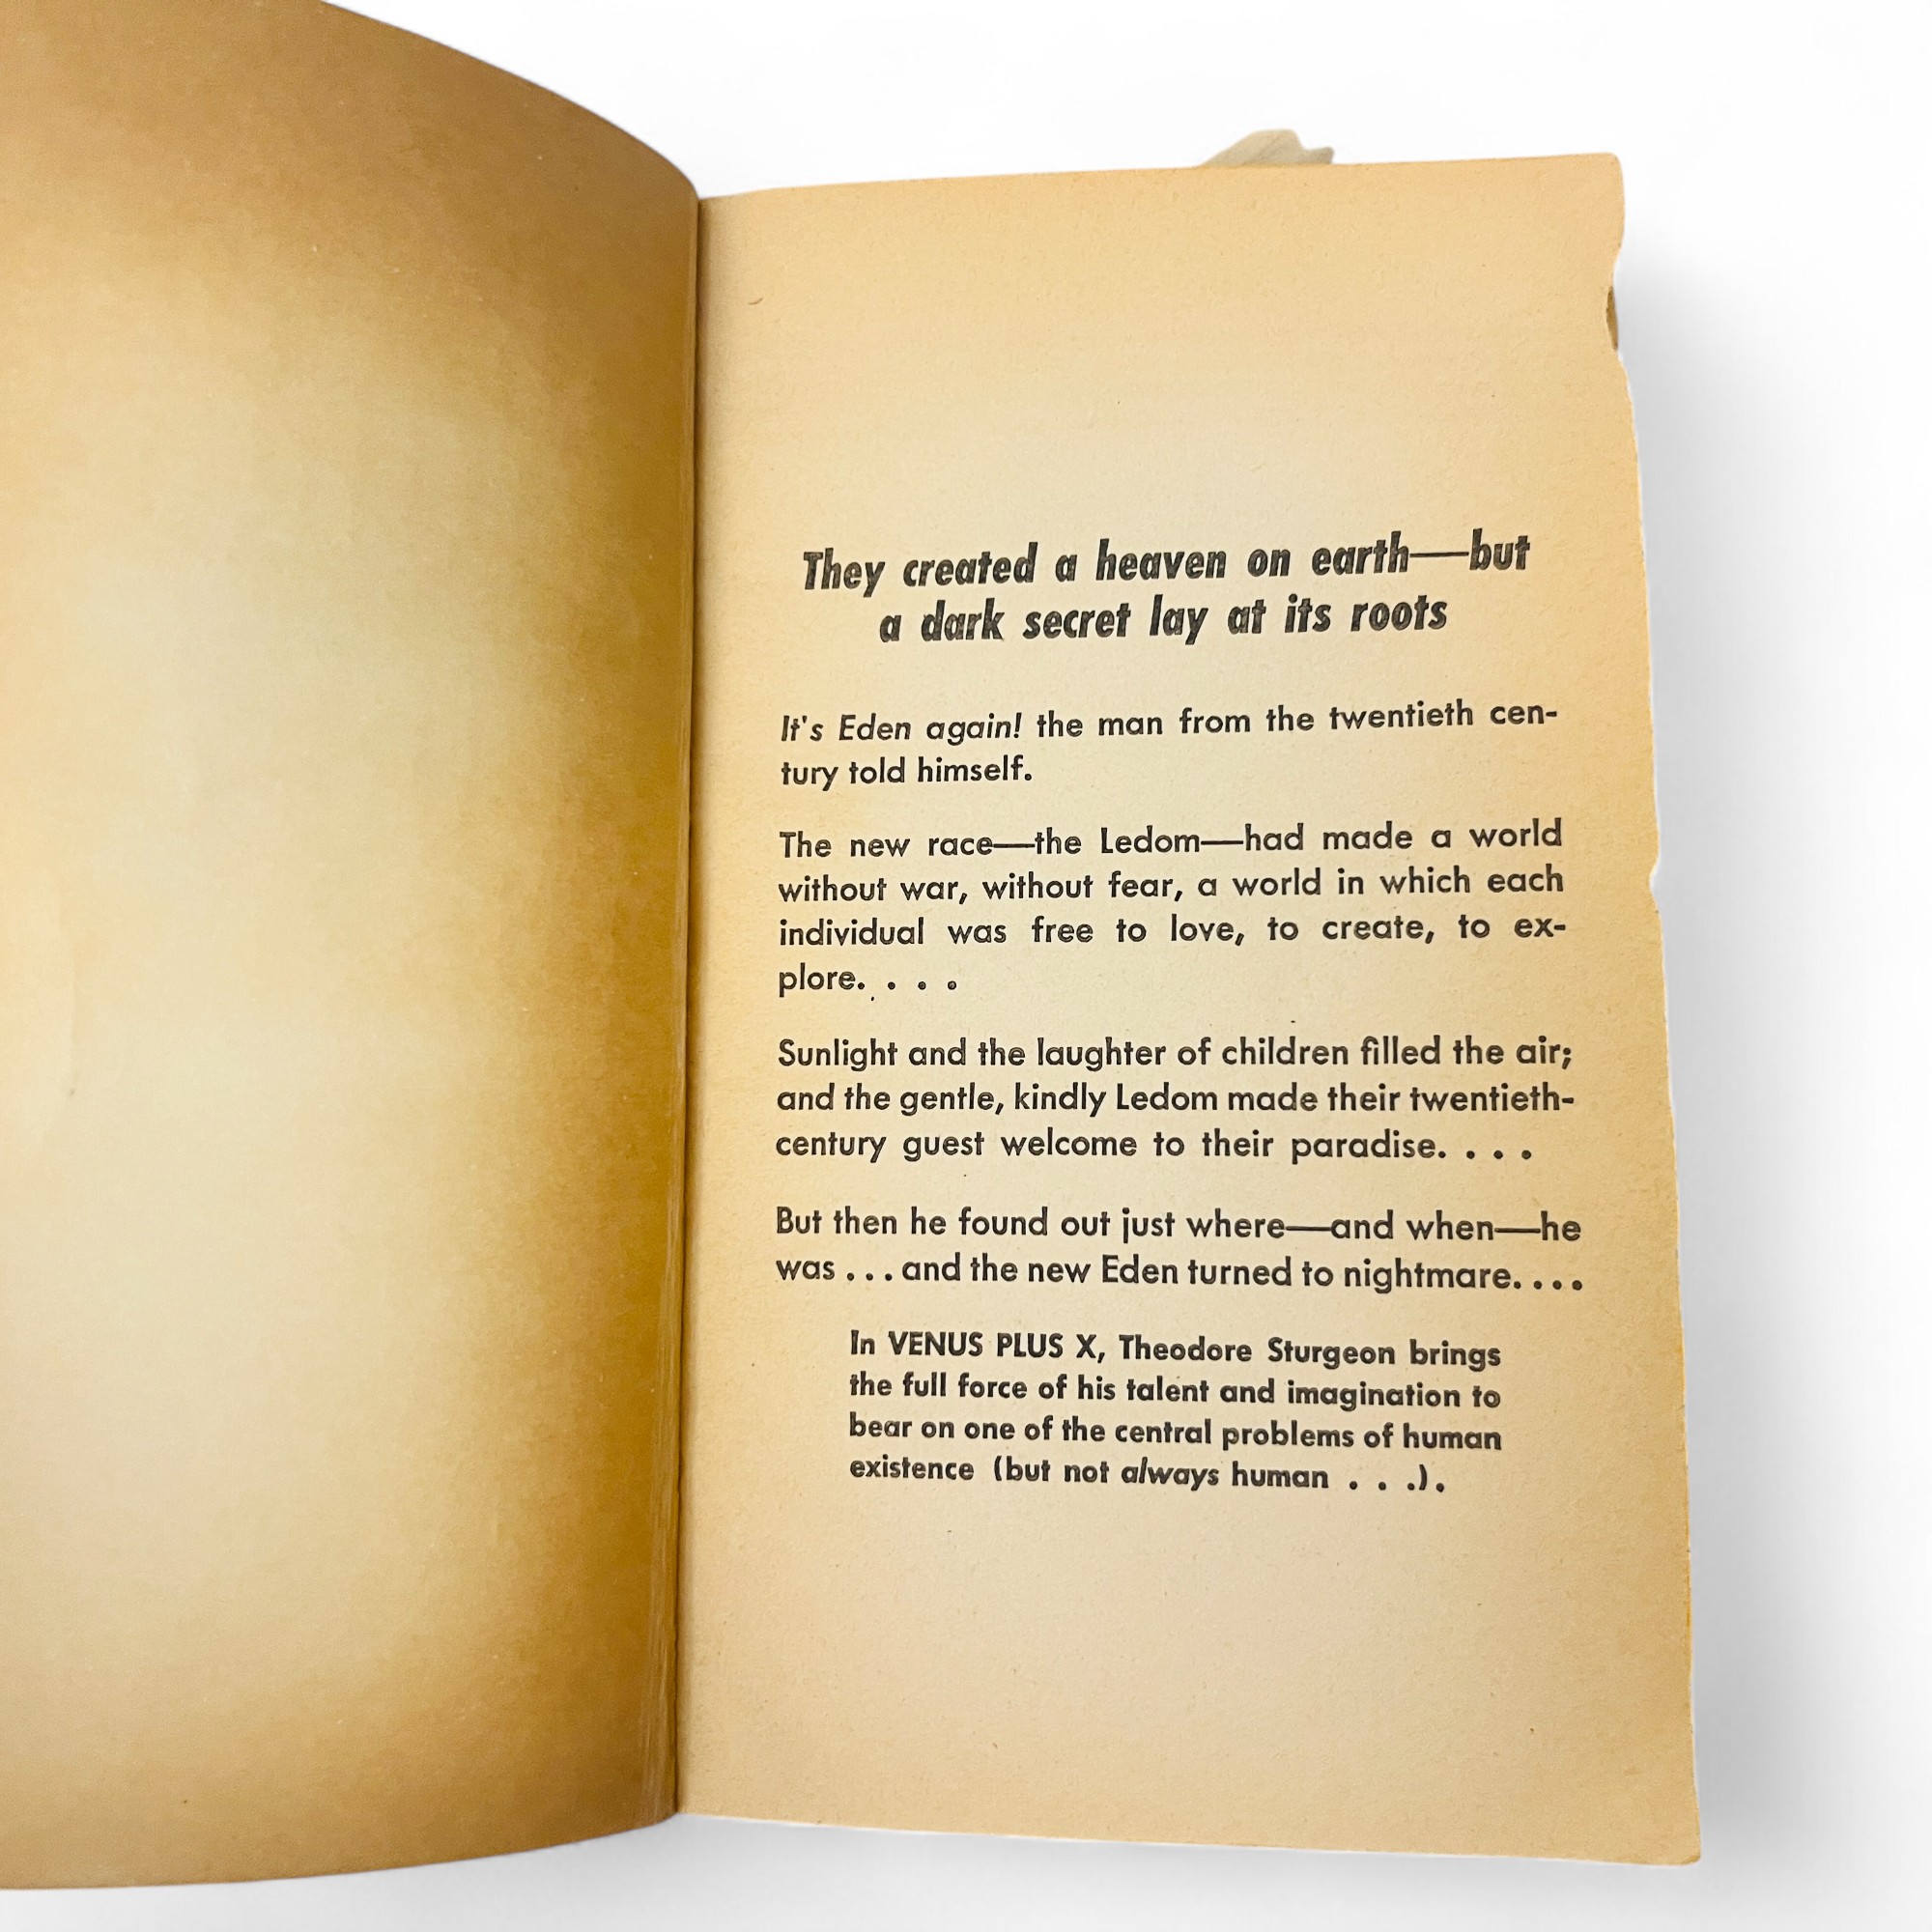 They created a heaven on earth—but
a dark secret lay at its roots
It's Eden again! the man from the twentieth cen-
tury told himself.
The new race—the Ledom—had made a world
without war, without fear, a world in which each
individual was free to love, to create, to ex-
plore. . . .
Sunlight and the laughter of children filled the air;
and the gentle, kindly Ledom made their twentieth-
century guest welcome to their paradise. . . .
But then he found out just where—and when—he
was . . . and the new Eden turned to nightmare. . . .
In VENUS PLUS X, Theodore Sturgeon brings
the full force of his talent and imagination to
bear on one of the central problems of human
existence (but not always human . . .).